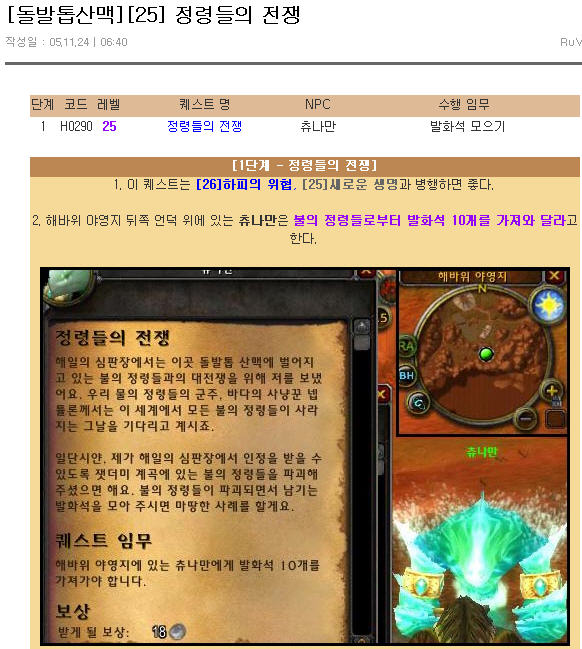 [돌발톱산맥][25] 정령들의 전쟁
작성일 : 05,11,24 | 06:40
RuV
단계 코드 레벨 퀘스트 명 NPC 수행 임무
1 H0290 25 정령들의 전쟁 츄나만 발화석 모으기
[1단계 - 정령들의 전쟁]
1. 이 퀘스트는 [26]하피의 위협, [25]새로운 생명과 병행하면 좋다.
2. 해바위 야영지 뒤쪽 언덕 위에 있는 츄나만은 불의 정령들로부터 발화석 10개를 가져와 달라고
한다.
츄나만
해바위 야영지
N
15
RA
BH
정령들의 전쟁
해일의 심판장에서는 이곳 돌발톱 산맥에 벌어지
고 있는 불의 정령들과의 대전쟁을 위해 저를 보냈
어요. 우리 물의 정령들의 군주, 바다의 사냥꾼 넵
튤론께서는 이 세계에서 모든 불의 정령들이 사라
지는 그날을 기다리고 계시죠.
일단시얀, 제가 해일의 심판장에서 인정을 받을 수
있도록 잿더미 계곡에 있는 불의 정령들을 파괴해
주셨으면 해요. 불의 정령들이 파괴되면서 남기는
발화석을 모아 주시면 마땅한 사례를 할게요.
퀘스트 임무
해바위 야영지에 있는 츄나만에게 발화석 10개를
가져가야 합니다.
보상
받게 될 보상: 18
츄나만